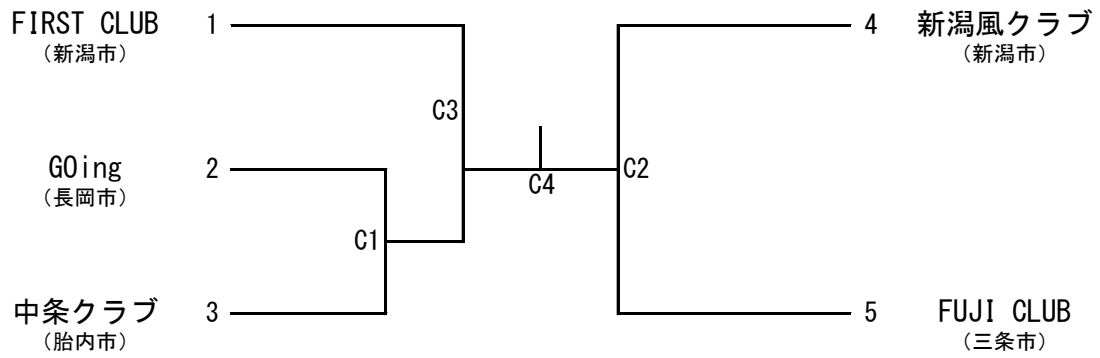 FIRST CLUB 1
(新潟市)
4 新潟風クラブ
(新潟市)
C3
GOing 2
(長岡市)
C4
C2
C1
中条クラブ 3
(胎内市)
5 FUJI CLUB
(三条市)